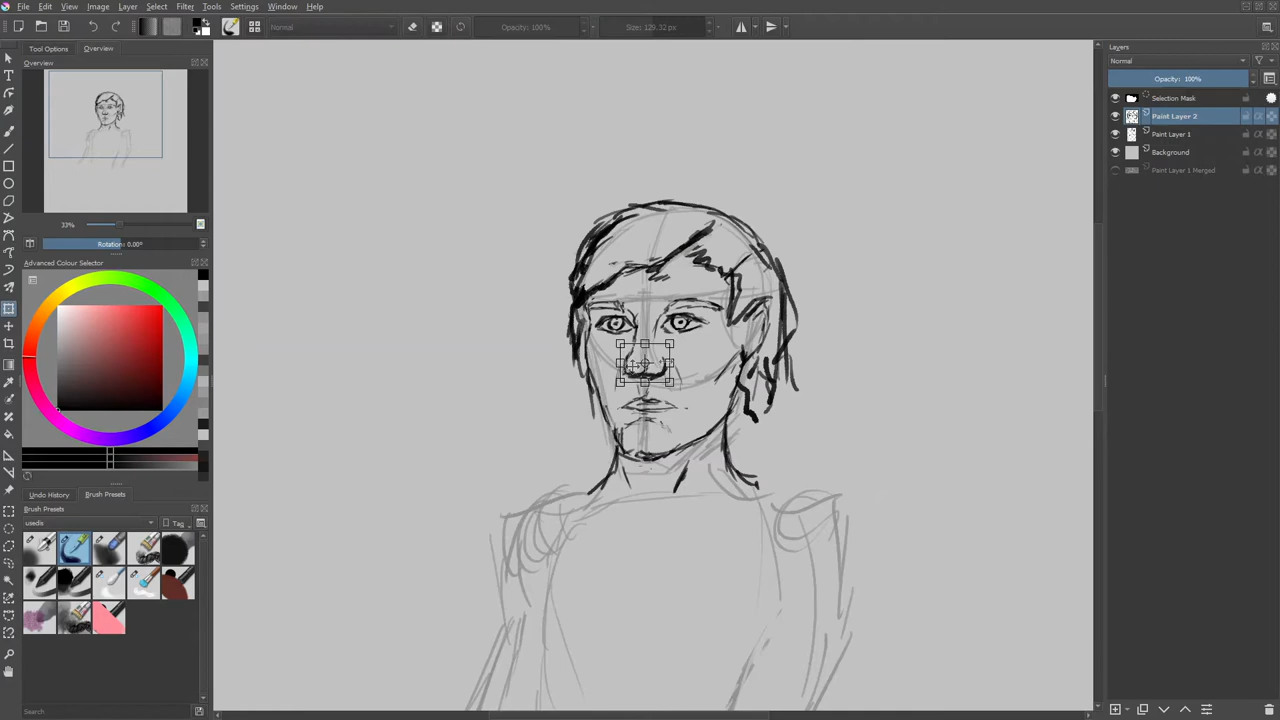 File Edit View Image Layer Select Filter Tools Settings Window Help
Normal
Opacity: 100%
Size: 129.32 px
Tool Options Overview
Overview
33%
Rotation: 0.00°
Advanced Colour Selector
Undo History Brush Presets
Brush Presets
Tag
Search
Layers
Normal
Opacity: 100%
Selection Mask
Paint Layer 2
Paint Layer 1
Background
Paint Layer 1 Merged